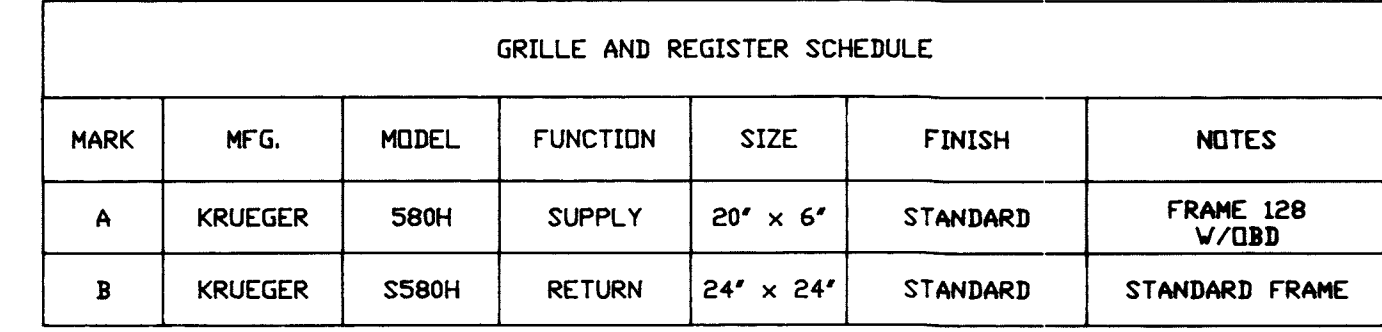 GRILLE AND REGISTER SCHEDULE
MARK MFG. MODEL FUNCTION SIZE FINISH NOTES
A KRUEGER 580H SUPPLY 20" x 6" STANDARD FRAME 128
W/OBD
B KRUEGER S580H RETURN 24" x 24" STANDARD STANDARD FRAME